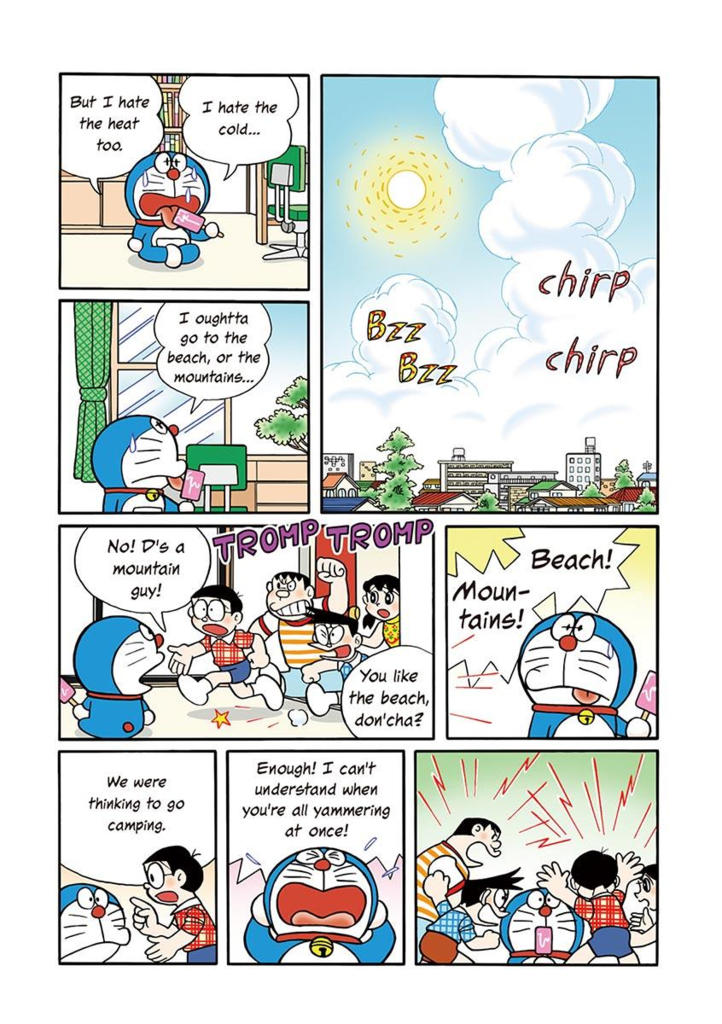 chirp
chirp
Bzz
Bzz
I hate the
cold...
But I hate
the heat
too.
I oughtta
go to the
beach, or the
mountains...
Beach!
Moun-
tains!
TROMP TROMP
You like
the beach,
don'cha?
No! D's a
mountain
guy!
Enough! I can't
understand when
you're all yammering
at once!
We were
thinking to go
camping.